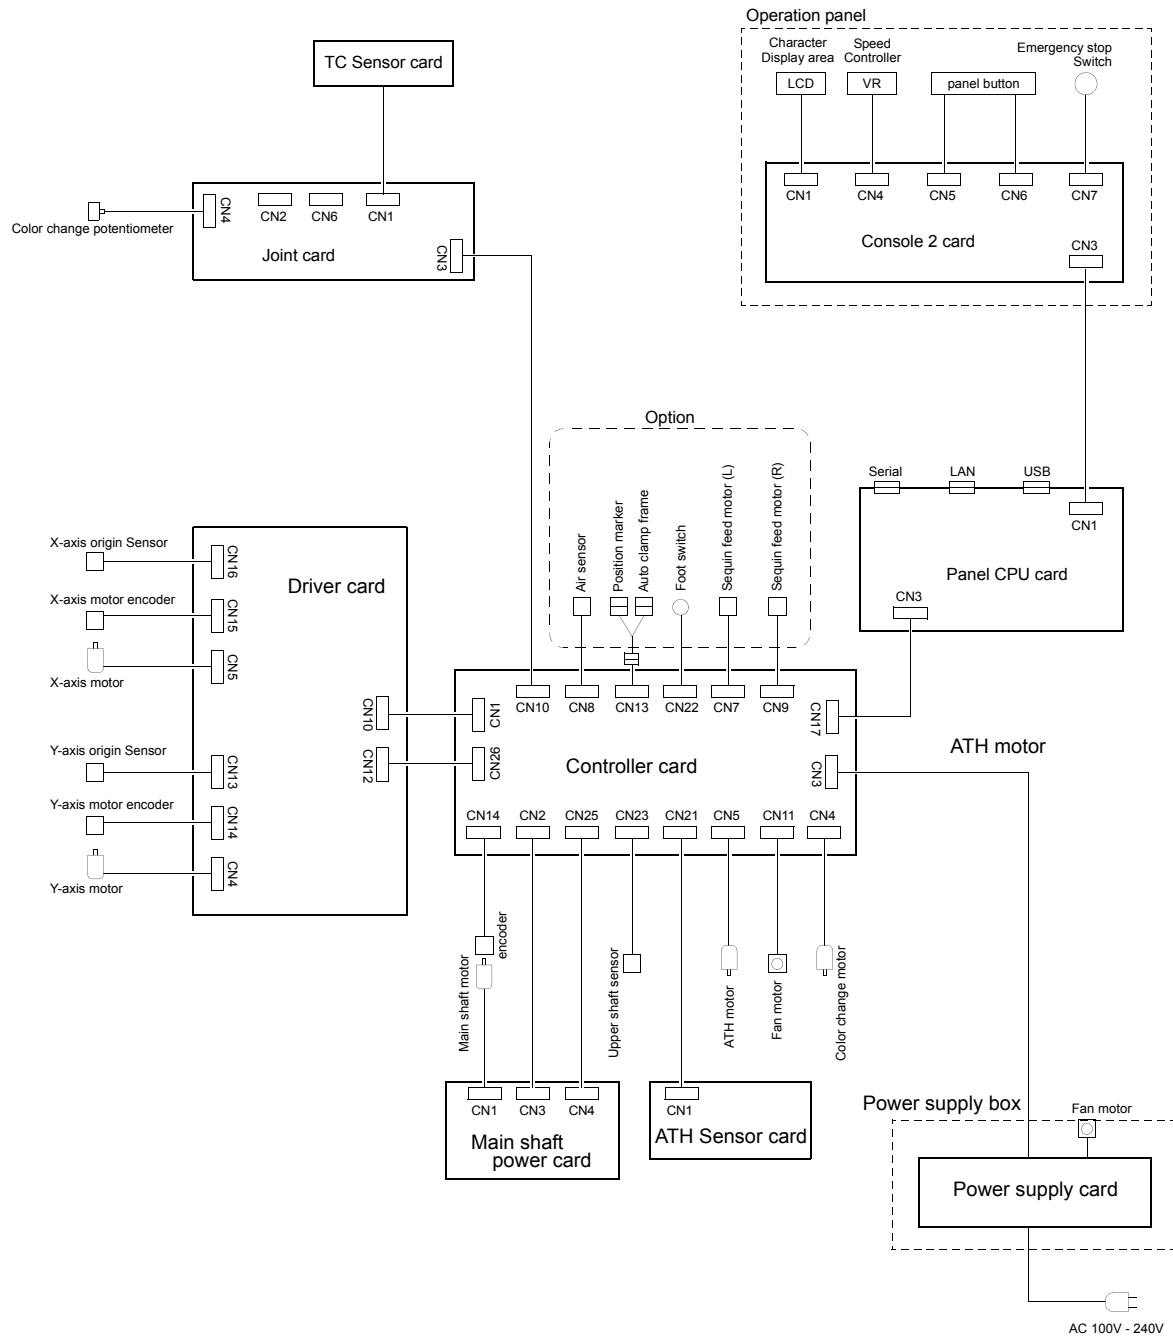 Operation panel
Character
Display area
Speed
Controller
Emergency stop
Switch
LCD
VR
panel button
CN1
CN4
CN5
CN6
CN7
Console 2 card
CN3
TC Sensor card
CN4
CN2
CN6
CN1
Color change potentiometer
Joint card
CN3
Option
Air sensor
Position marker
Auto clamp frame
Foot switch
Sequin feed motor (L)
Sequin feed motor (R)
Serial
LAN
USB
CN1
Panel CPU card
CN3
X-axis origin Sensor
CN16
Driver card
X-axis motor encoder
CN15
CN5
X-axis motor
CN10
CN12
Y-axis origin Sensor
CN13
Y-axis motor encoder
CN14
CN4
Y-axis motor
CN1
CN10
CN8
CN13
CN22
CN7
CN9
CN17
CN26
Controller card
CN3
ATH motor
CN14
CN2
CN25
CN23
CN21
CN5
CN11
CN4
encoder
Main shaft motor
Upper shaft sensor
ATH motor
Fan motor
Color change motor
CN1
CN3
CN4
Main shaft
power card
CN1
ATH Sensor card
Power supply box
Fan motor
Power supply card
AC 100V - 240V